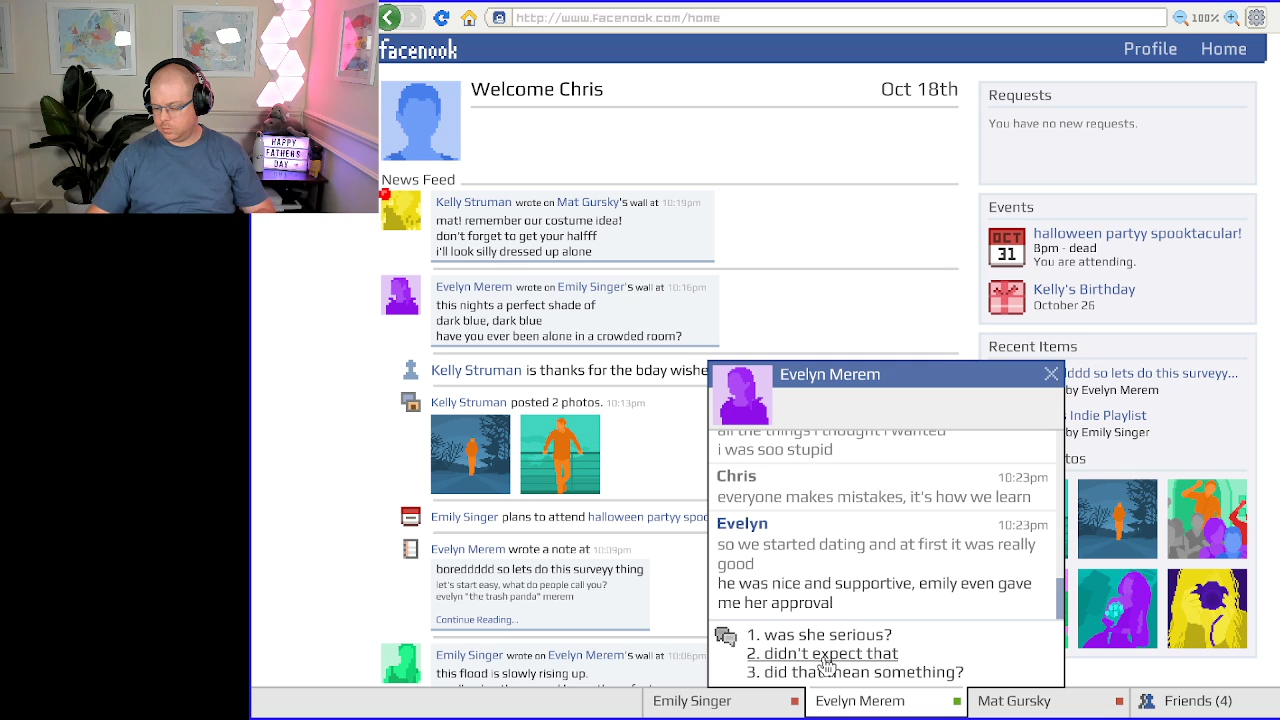 http://www.facenook.com/home
100%
facenook
Profile
Home
Welcome Chris
Oct 18th
News Feed
Kelly Struman wrote on Mat Gursky's wall at 10:19pm
mat! remember our costume idea!
don't forget to get your halfff
i'll look silly dressed up alone
Evelyn Merem wrote on Emily Singer's wall at 10:16pm
this nights a perfect shade of
dark blue, dark blue
have you ever been alone in a crowded room?
Kelly Struman is thanks for the bday wishe
Kelly Struman posted 2 photos. 10:13pm
Emily Singer plans to attend halloween partyy spoo
Evelyn Merem wrote a note at 10:09pm
boreddddd so lets do this surveyy thing
let's start easy, what do people call you?
evelyn "the trash panda" merem
Continue Reading...
Emily Singer wrote on Evelyn Merem's wall at 10:06pm
this flood is slowly rising up.
Requests
You have no new requests.
Events
OCT
31
halloween partyy spooktacular!
8pm - dead
You are attending.
Kelly's Birthday
October 26
Recent Items
dddd so lets do this surveyy...
by Evelyn Merem
Indie Playlist
by Emily Singer
tos
Evelyn Merem
all the things i thought i wanted
i was soo stupid
Chris
10:23pm
everyone makes mistakes, it's how we learn
Evelyn
10:23pm
so we started dating and at first it was really
good
he was nice and supportive, emily even gave
me her approval
1. was she serious?
2. didn't expect that
3. did that mean something?
Emily Singer
Evelyn Merem
Mat Gursky
Friends (4)
HAPPY
FATHERS
DAY